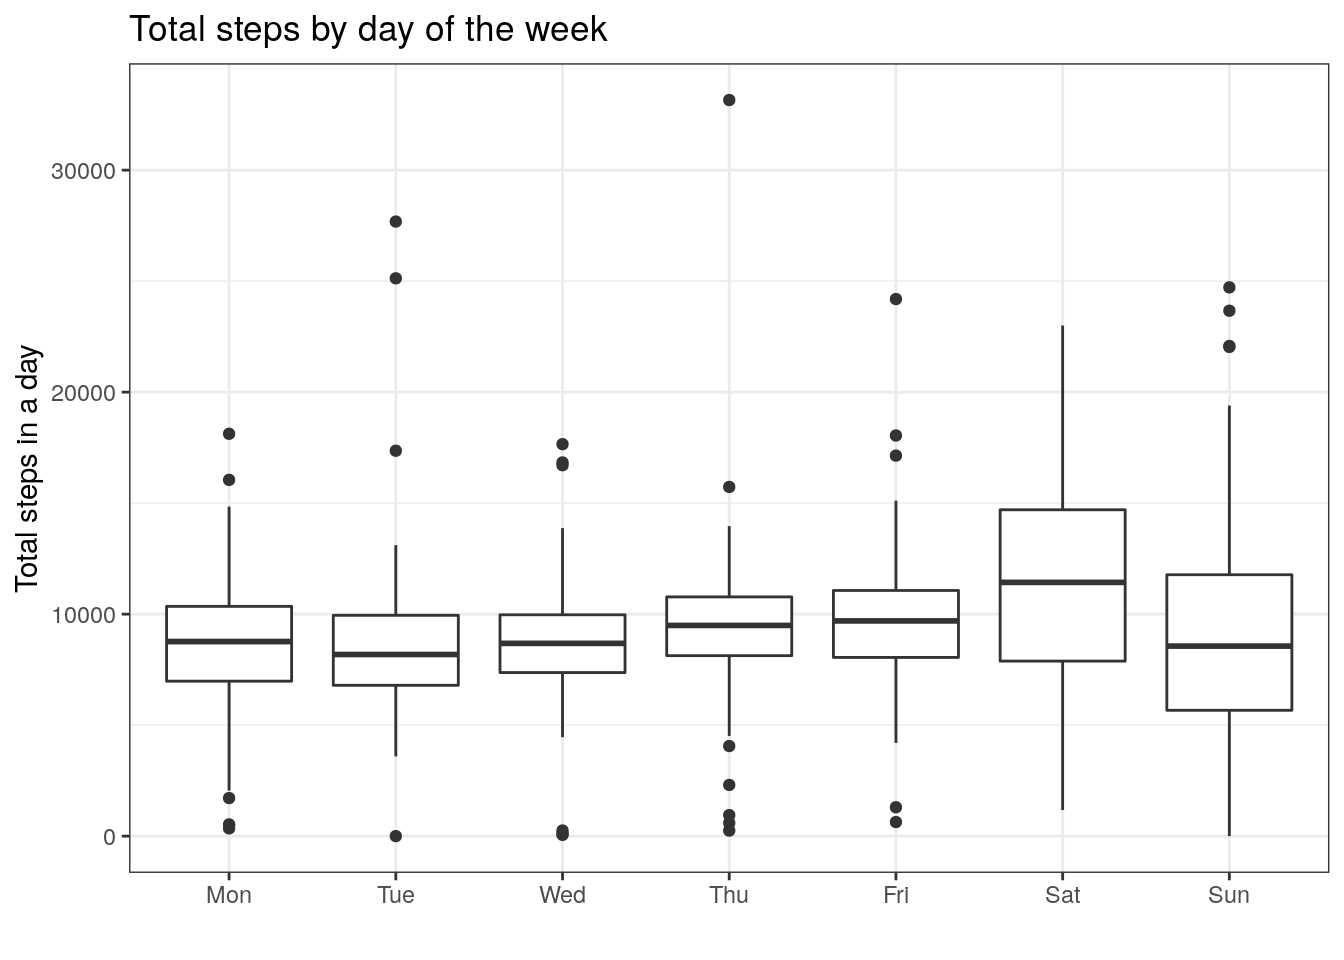 Total steps by day of the week
Total steps in a day
30000
20000
10000
0
Mon Tue Wed Thu Fri Sat Sun